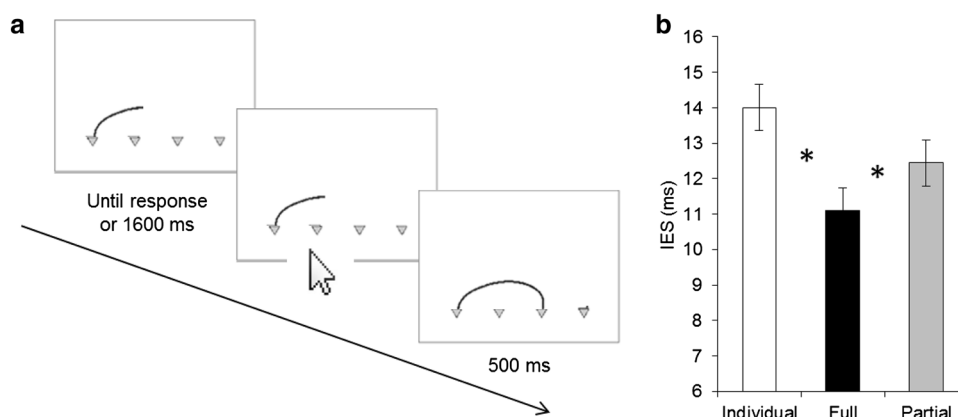 a
Until response
or 1600 ms
500 ms
b
IES (ms)
16
15
14
13
12
11
10
9
8
7
6
*
*
Individual Full Partial